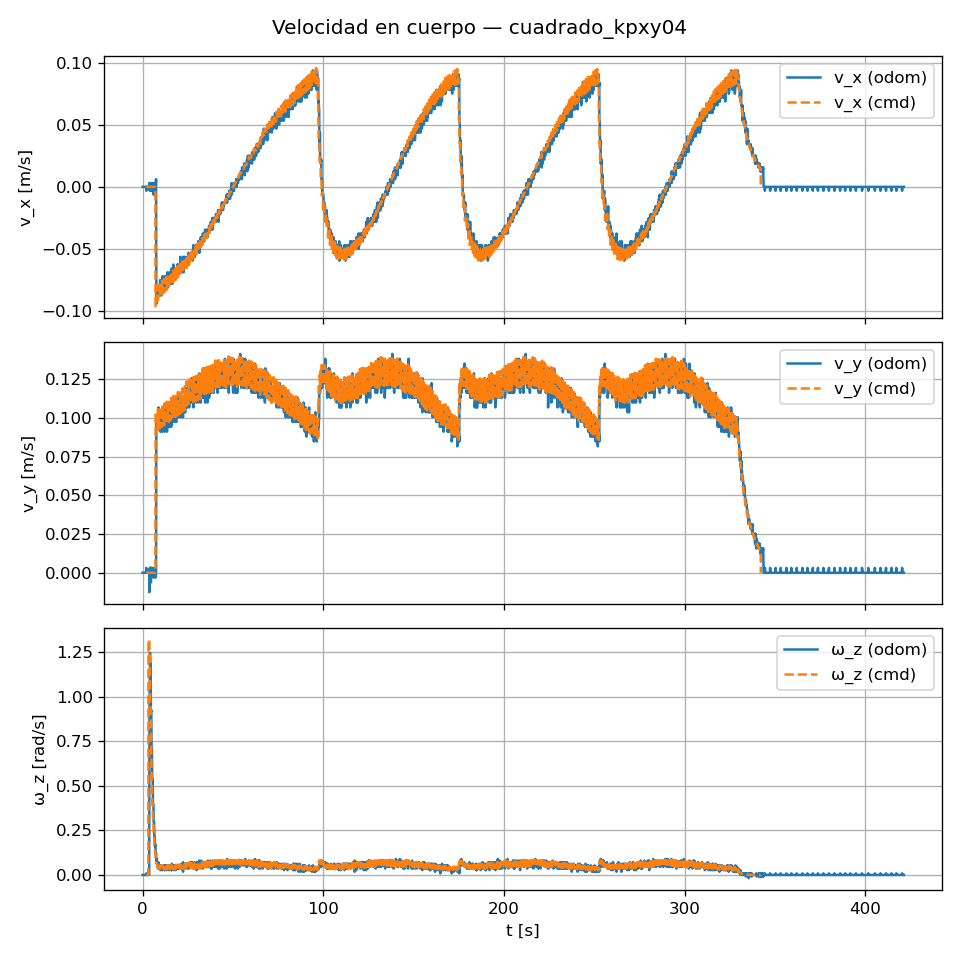 Velocidad en cuerpo — cuadrado_kpxy04
v_x [m/s]
0.10
0.05
0.00
−0.05
−0.10
v_x (odom)
v_x (cmd)
v_y [m/s]
0.125
0.100
0.075
0.050
0.025
0.000
v_y (odom)
v_y (cmd)
ω_z [rad/s]
1.25
1.00
0.75
0.50
0.25
0.00
ω_z (odom)
ω_z (cmd)
0 100 200 300 400
t [s]